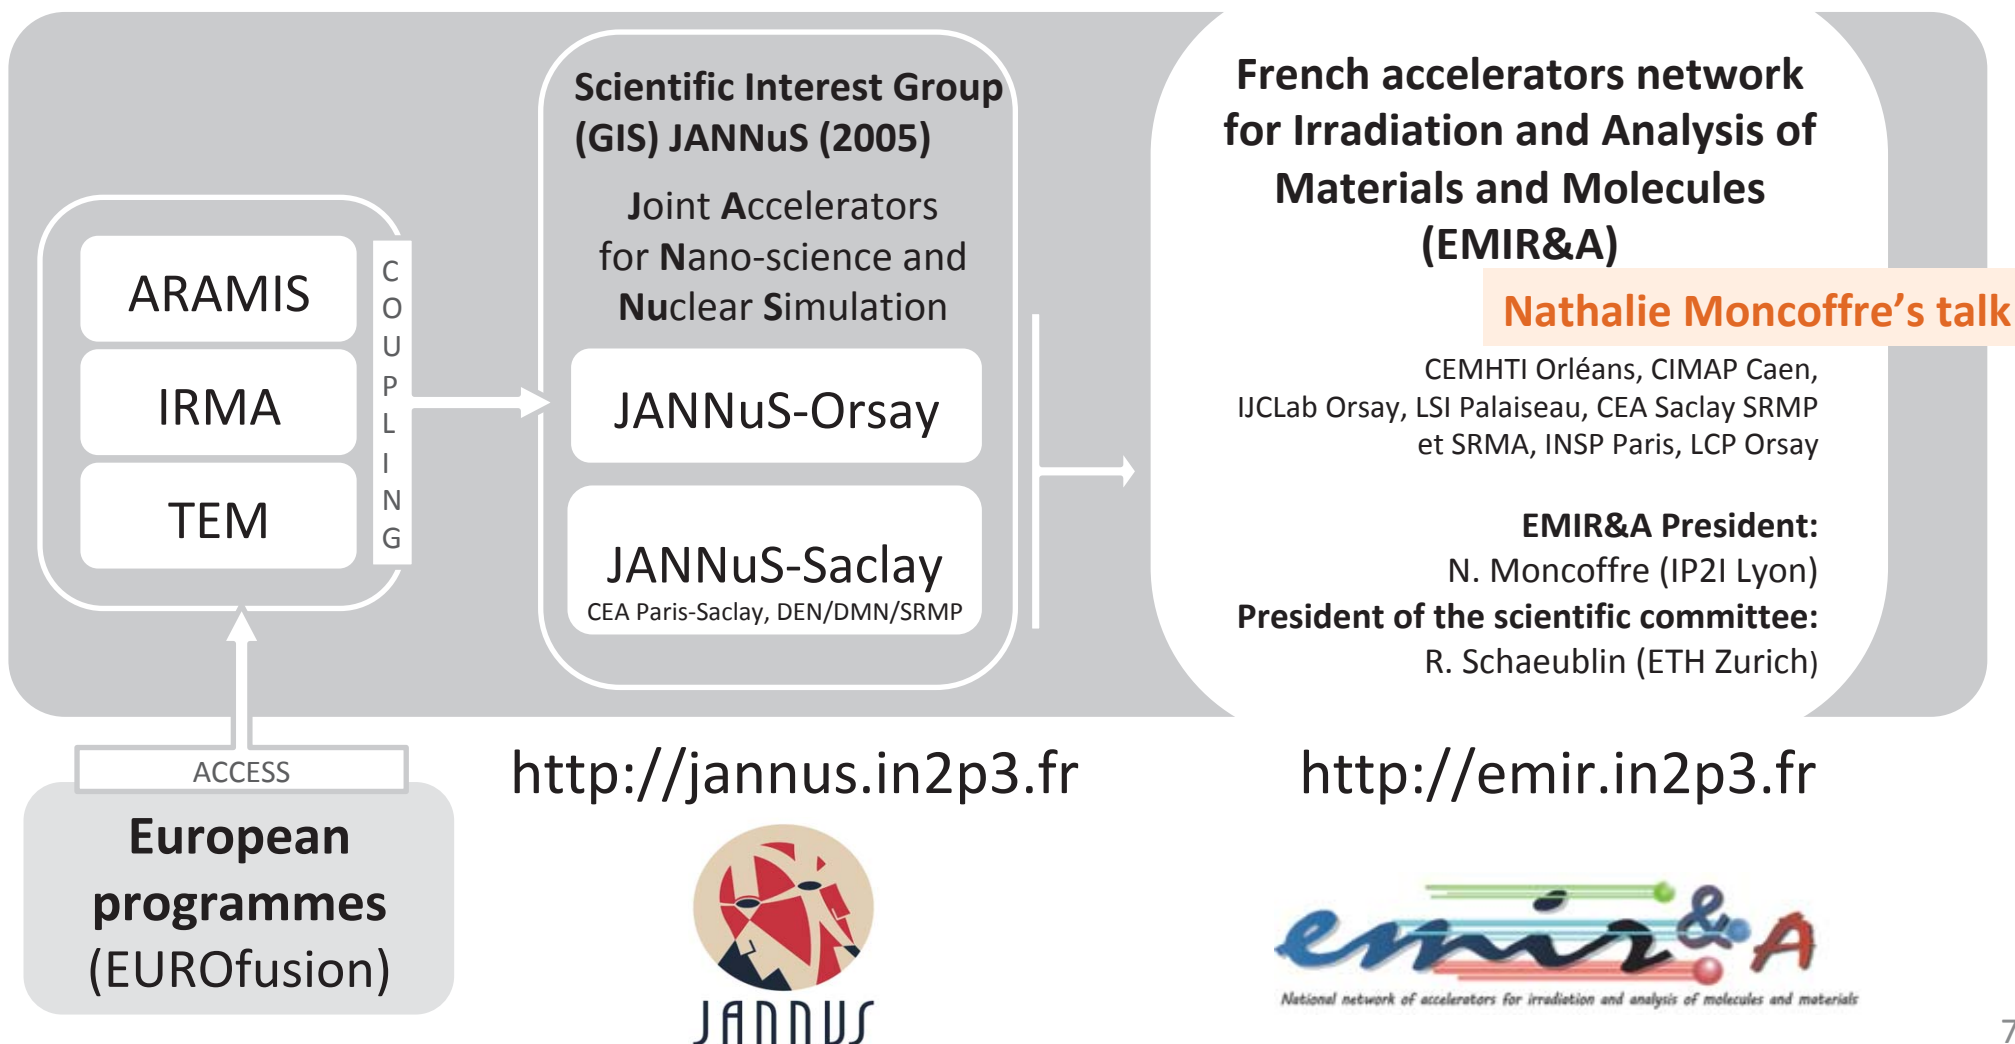 ARAMIS
IRMA
TEM
COUPLING
ACCESS
European
programmes
(EUROfusion)
Scientific Interest Group
(GIS) JANNuS (2005)
Joint Accelerators
for Nano-science and
Nuclear Simulation
JANNuS-Orsay
JANNuS-Saclay
CEA Paris-Saclay, DEN/DMN/SRMP
French accelerators network
for Irradiation and Analysis of
Materials and Molecules
(EMIR&A)
Nathalie Moncoffre’s talk
CEMHTI Orléans, CIMAP Caen,
IJCLab Orsay, LSI Palaiseau, CEA Saclay SRMP
et SRMA, INSP Paris, LCP Orsay
EMIR&A President:
N. Moncoffre (IP2I Lyon)
President of the scientific committee:
R. Schaeublin (ETH Zurich)
http://jannus.in2p3.fr
http://emir.in2p3.fr
JANNUS
emir&A
National network of accelerators for irradiation and analysis of molecules and materials
7